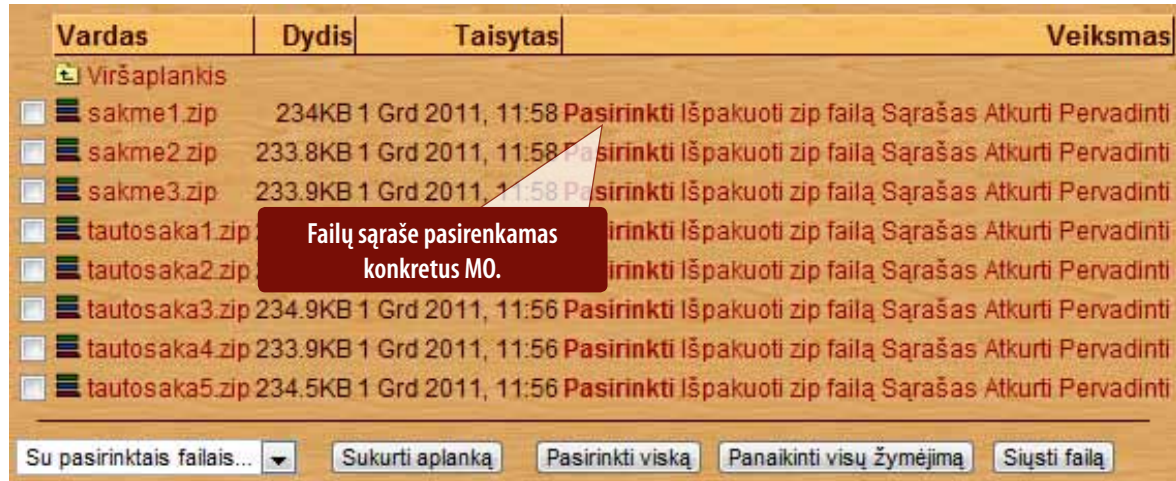 Vardas Dydis Taisytas Veiksmas
Viršaplankis
sakme1.zip 234KB 1 Grd 2011, 11:58 Pasirinkti Išpakuoti zip failą Sąrašas Atkurti Pervadinti
sakme2.zip 233.8KB 1 Grd 2011, 11:58 Pasirinkti Išpakuoti zip failą Sąrašas Atkurti Pervadinti
sakme3.zip 233.9KB 1 Grd 2011, 11:58 Pasirinkti Išpakuoti zip failą Sąrašas Atkurti Pervadinti
tautosaka1.zip Išpakuoti zip failą Sąrašas Atkurti Pervadinti
Failų sąraše pasirenkamas
konkretus MO.
tautosaka2.zip Išpakuoti zip failą Sąrašas Atkurti Pervadinti
tautosaka3.zip 234.9KB 1 Grd 2011, 11:56 Pasirinkti Išpakuoti zip failą Sąrašas Atkurti Pervadinti
tautosaka4.zip 233.9KB 1 Grd 2011, 11:56 Pasirinkti Išpakuoti zip failą Sąrašas Atkurti Pervadinti
tautosaka5.zip 234.5KB 1 Grd 2011, 11:56 Pasirinkti Išpakuoti zip failą Sąrašas Atkurti Pervadinti
Su pasirinktais failais... Sukurti aplanką Pasirinkti viską Panaikinti visų žymėjimą Siųsti failą